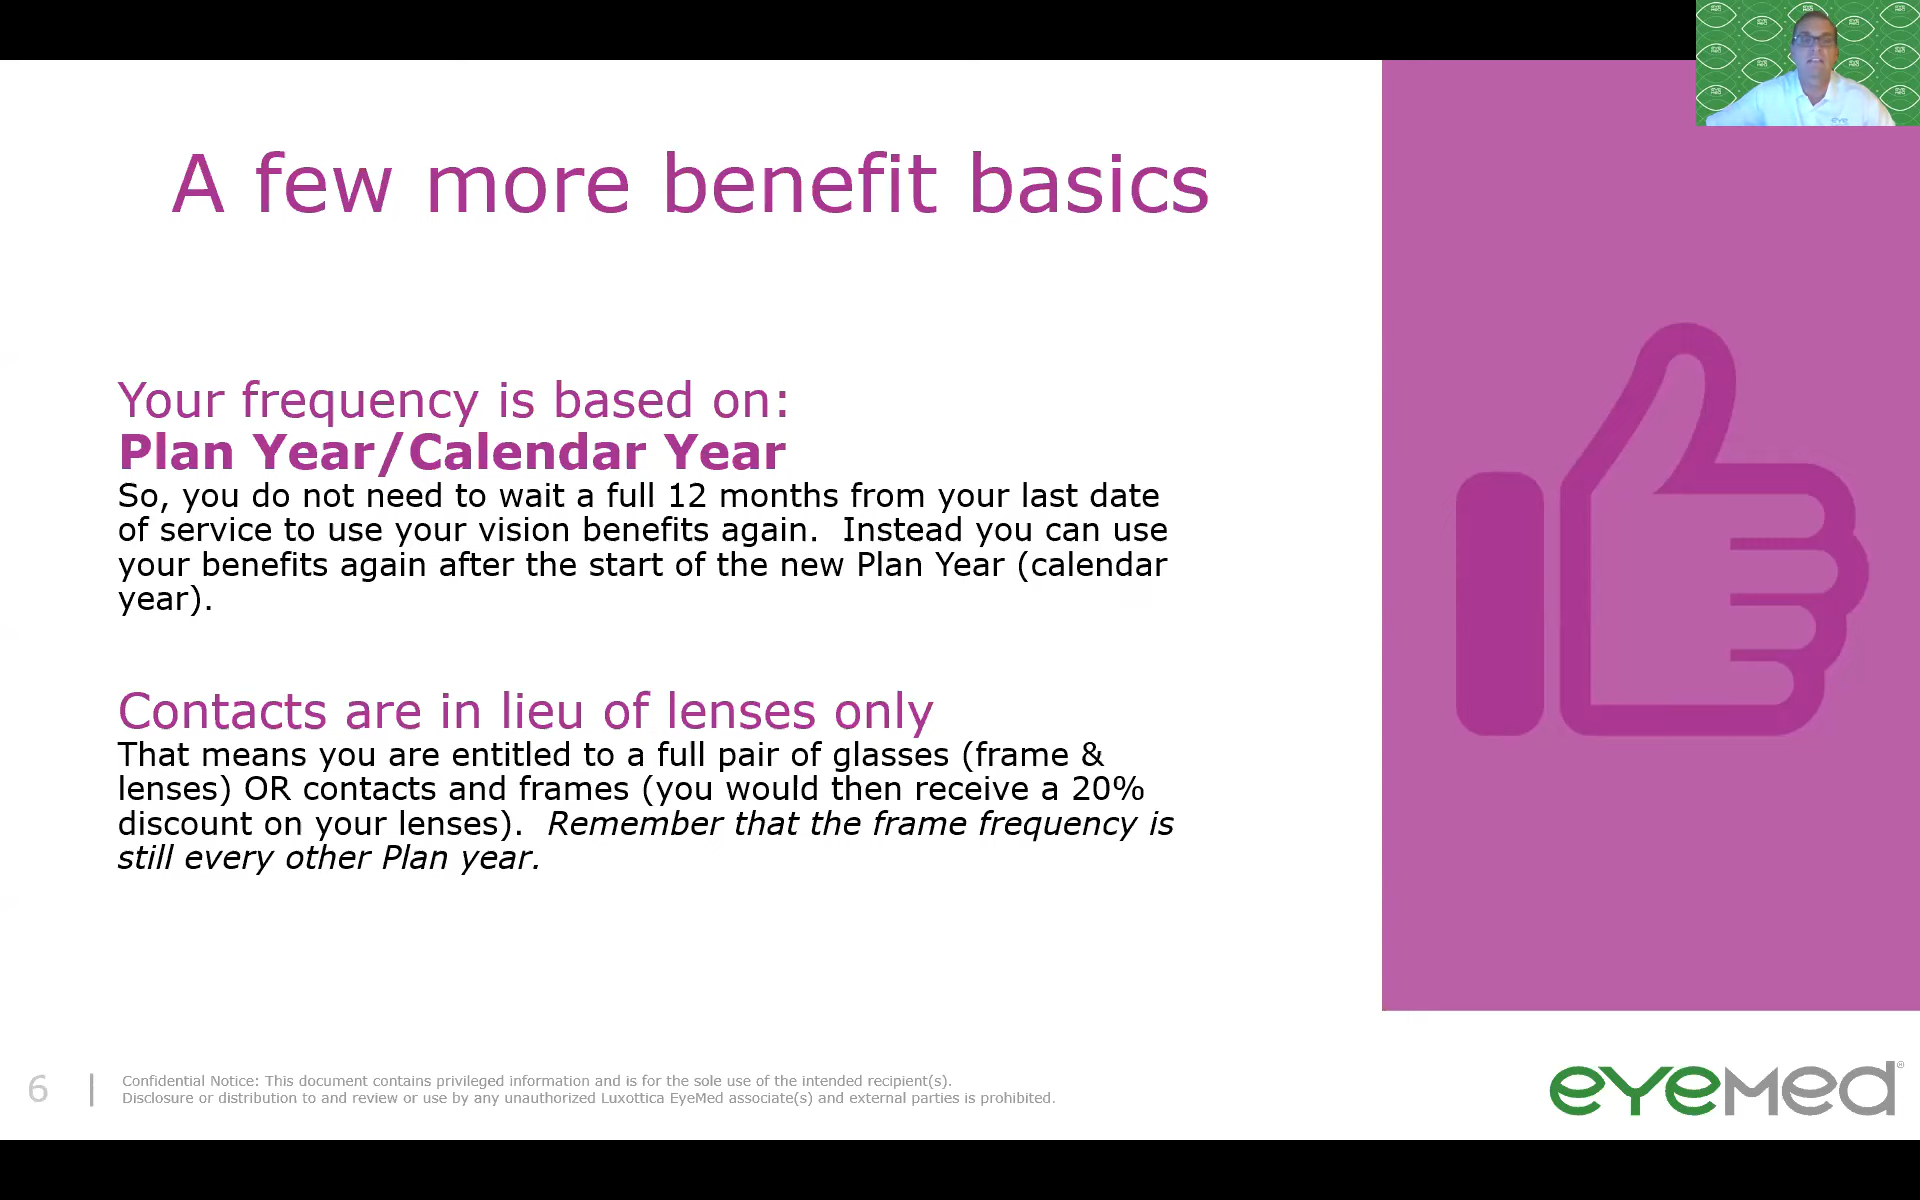 A few more benefit basics
Your frequency is based on:
Plan Year/Calendar Year
So, you do not need to wait a full 12 months from your last date
of service to use your vision benefits again.  Instead you can use
your benefits again after the start of the new Plan Year (calendar
year).
Contacts are in lieu of lenses only
That means you are entitled to a full pair of glasses (frame &
lenses) OR contacts and frames (you would then receive a 20%
discount on your lenses).  Remember that the frame frequency is
still every other Plan year.
6
Confidential Notice: This document contains privileged information and is for the sole use of the intended recipient(s).
Disclosure or distribution to and review or use by any unauthorized Luxottica EyeMed associate(s) and external parties is prohibited.
eyemed®